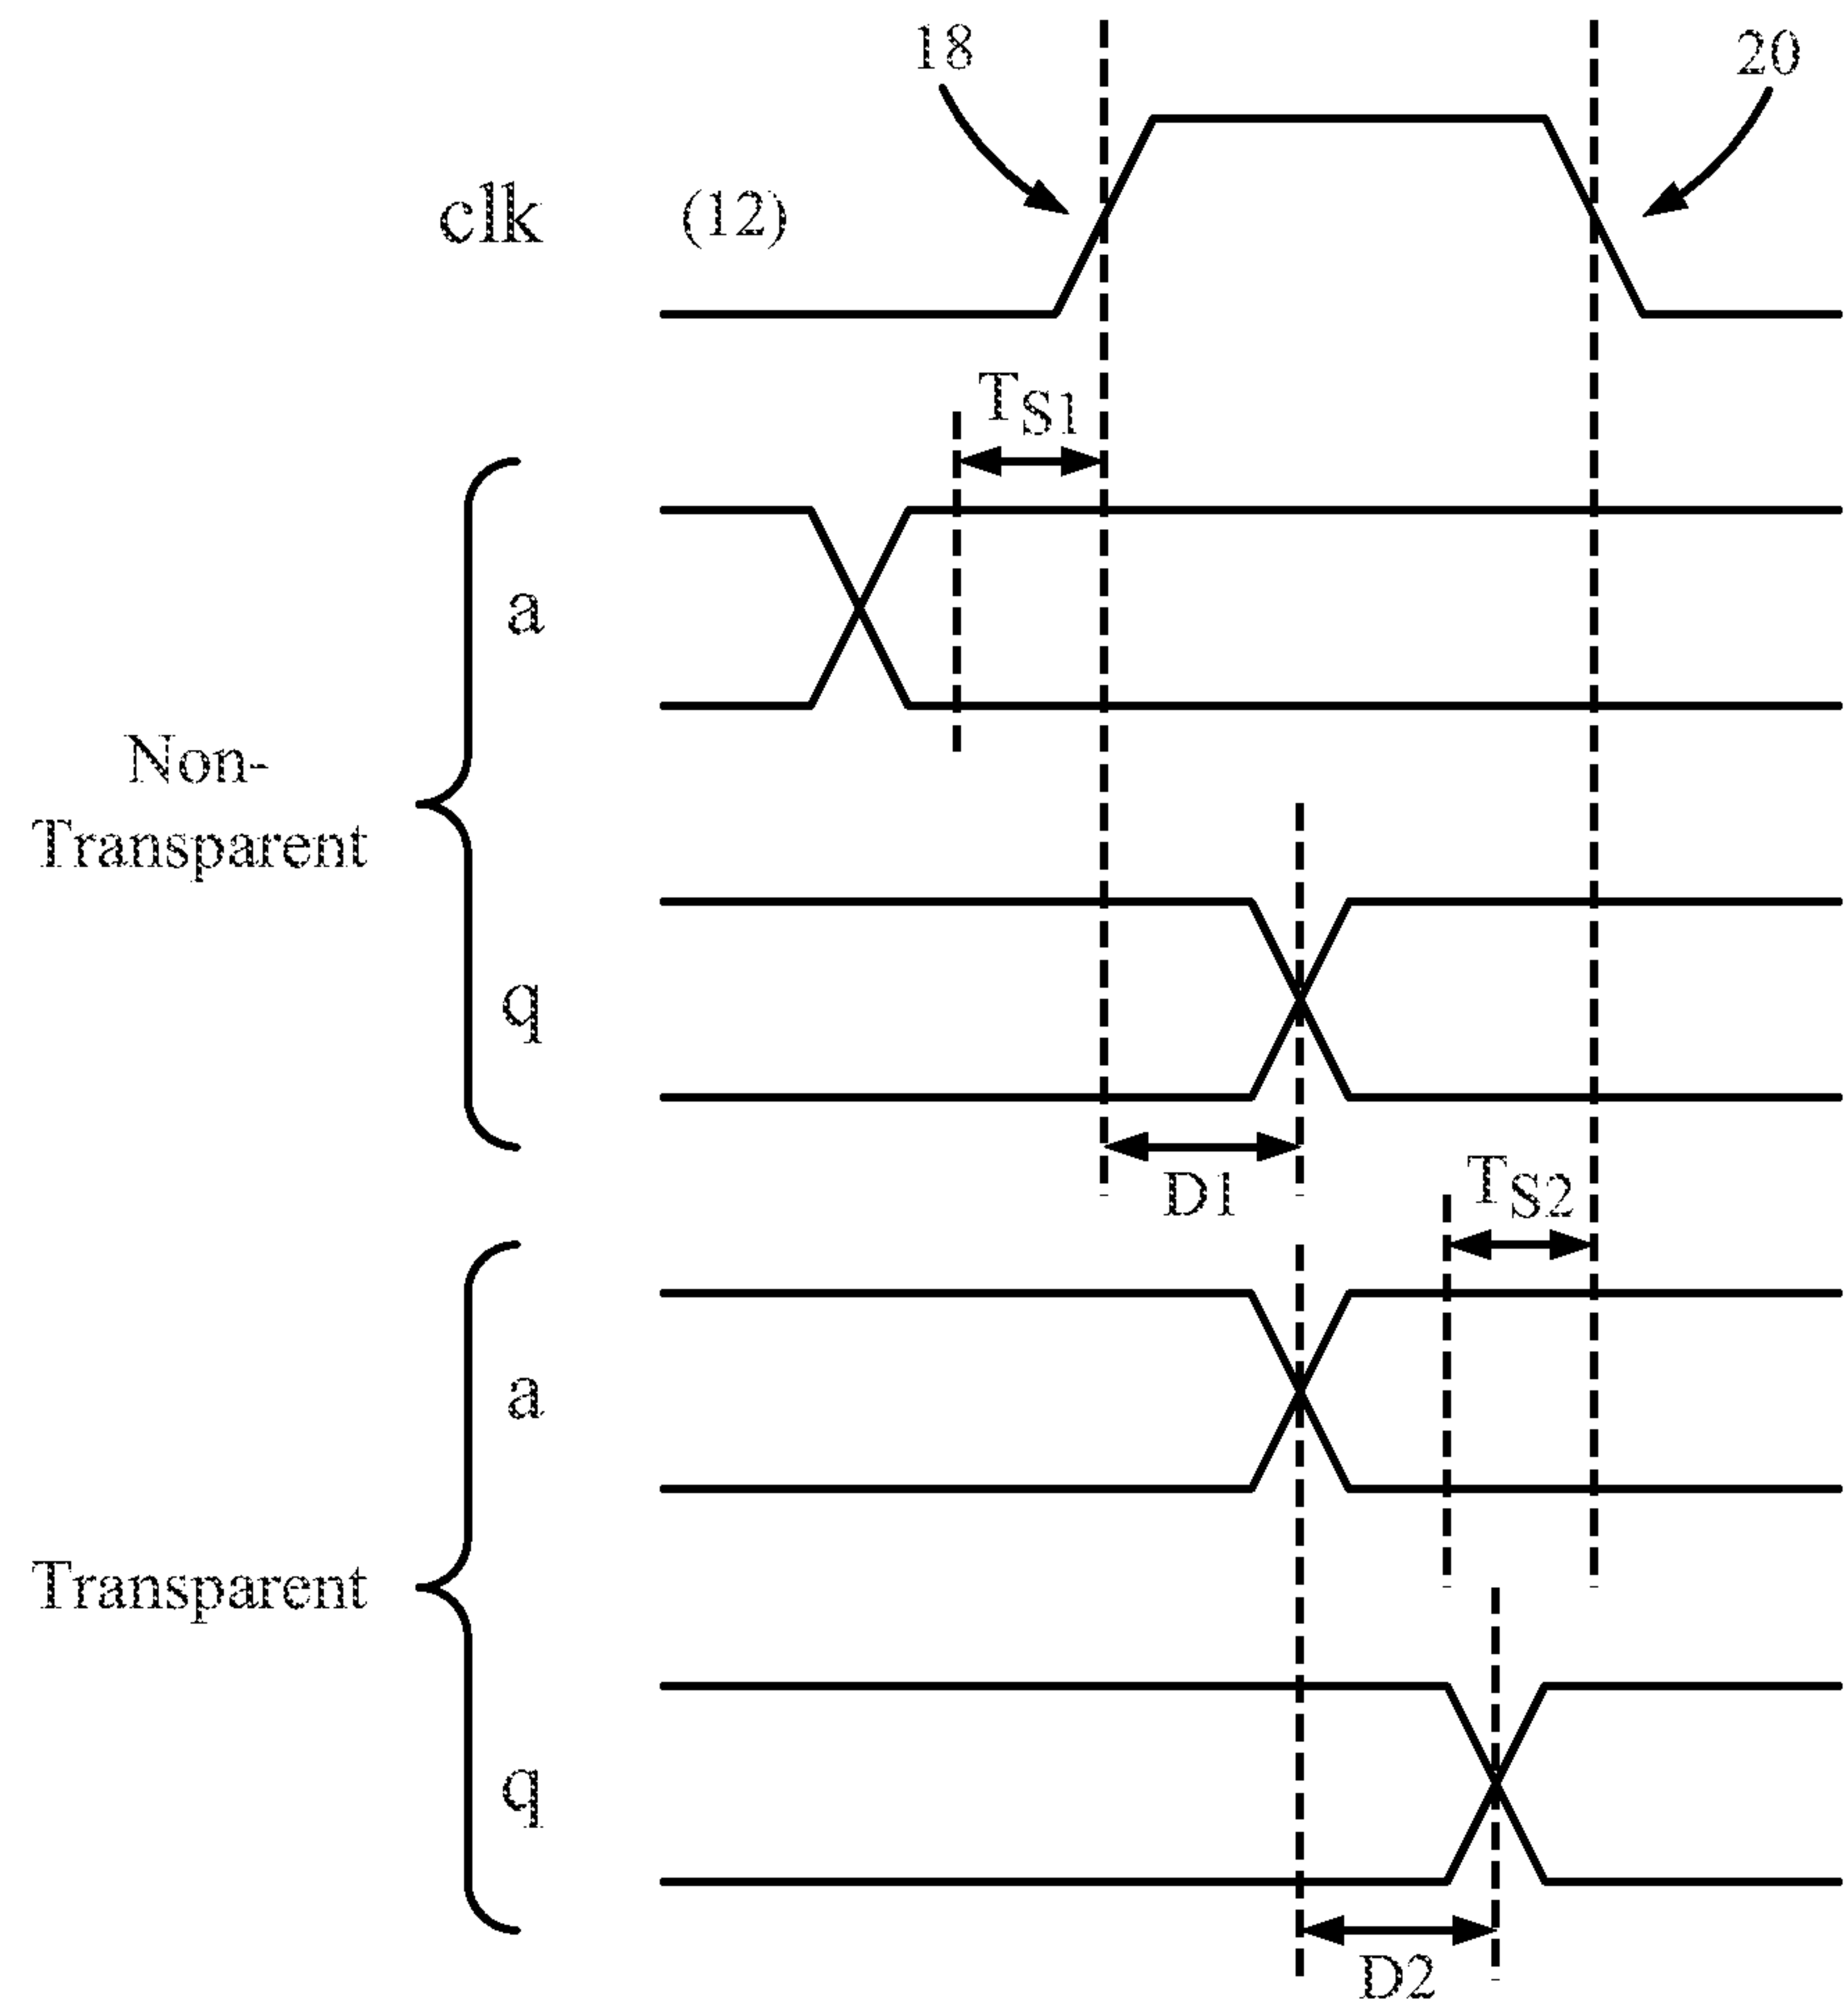 18
20
clk (12)
TS1
a
Non-
Transparent
q
D1
TS2
a
Transparent
q
D2